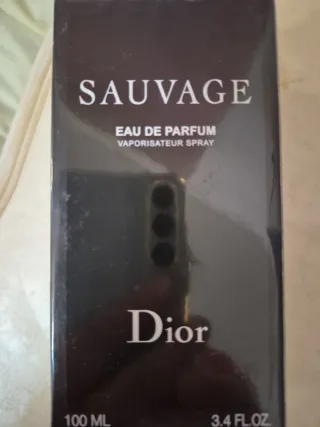 SAUVAGE
EAU DE PARFUM
VAPORISATEUR SPRAY
Dior
100 ML 3.4 FL.OZ.